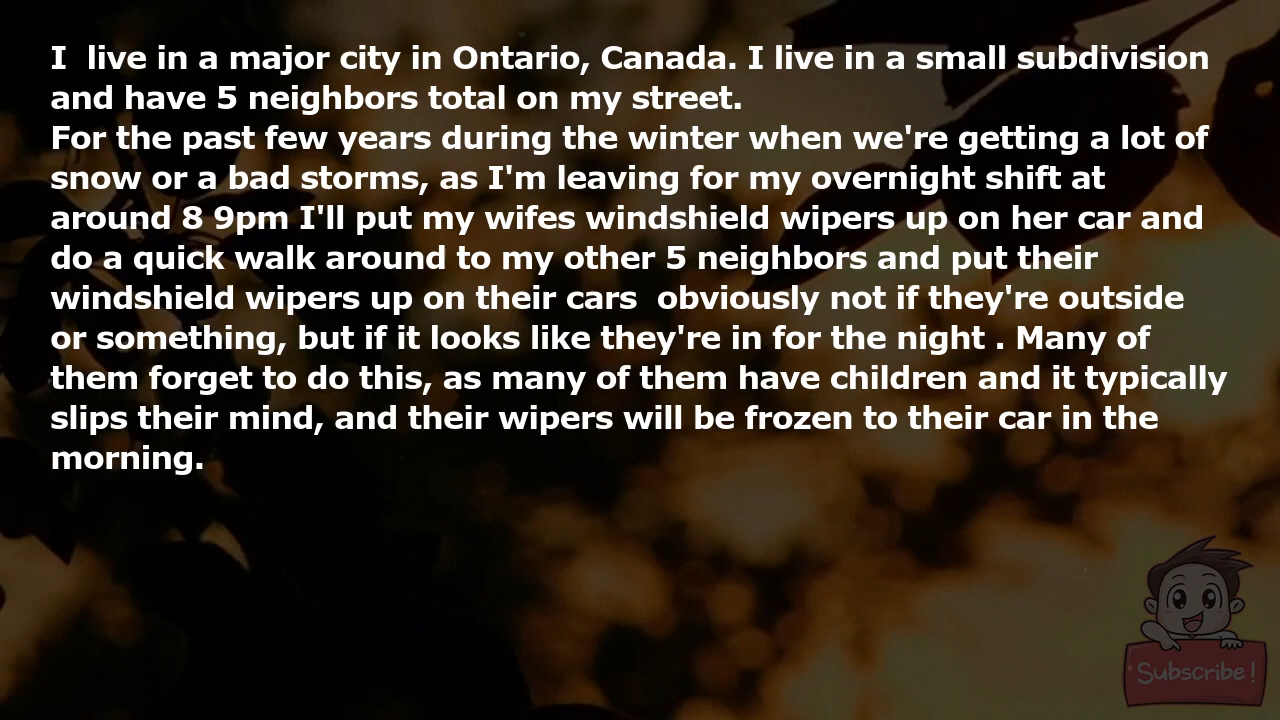 I  live in a major city in Ontario, Canada. I live in a small subdivision
and have 5 neighbors total on my street.
For the past few years during the winter when we're getting a lot of
snow or a bad storms, as I'm leaving for my overnight shift at
around 8 9pm I'll put my wifes windshield wipers up on her car and
do a quick walk around to my other 5 neighbors and put their
windshield wipers up on their cars  obviously not if they're outside
or something, but if it looks like they're in for the night . Many of
them forget to do this, as many of them have children and it typically
slips their mind, and their wipers will be frozen to their car in the
morning.
Subscribe!